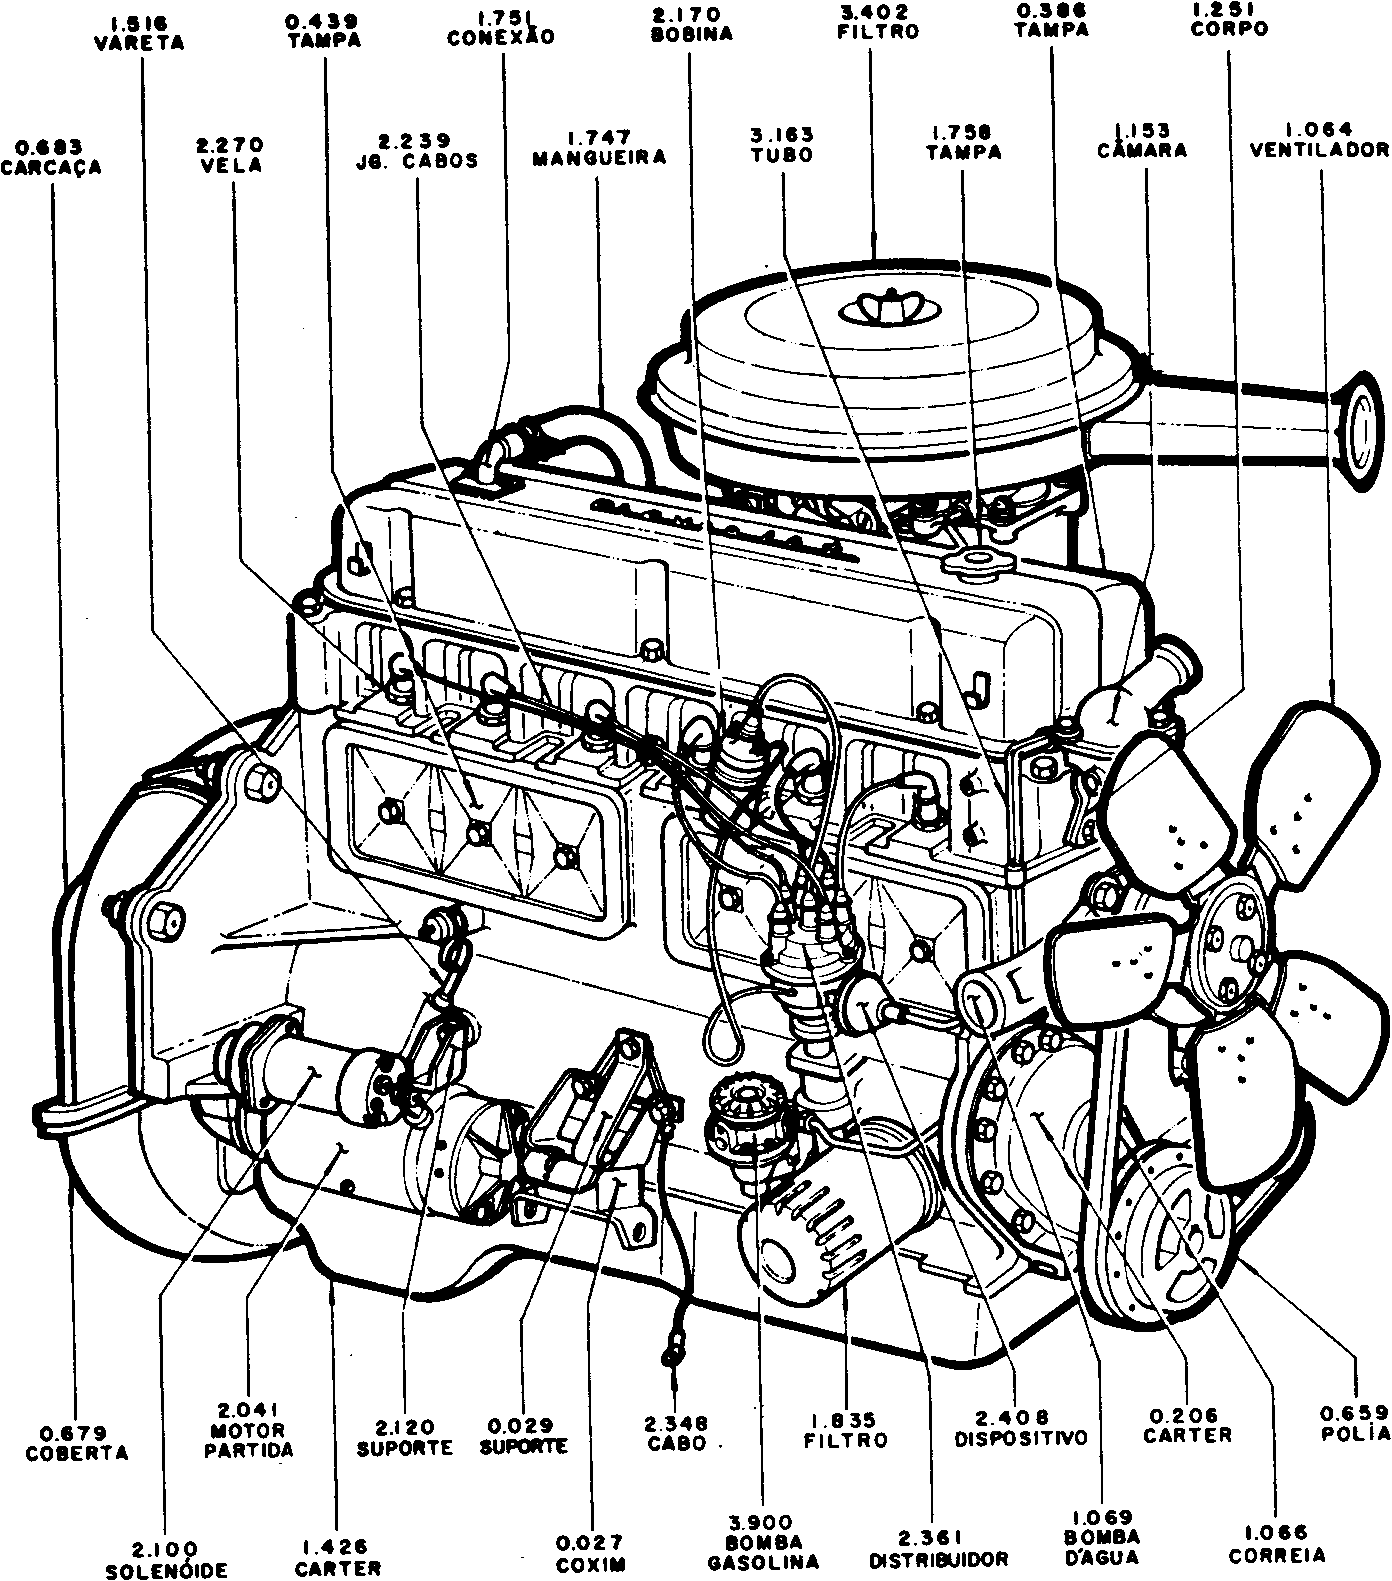 1.516
VARETA
0.439
TAMPA
1.751
CONEXÃO
2.170
BOBINA
3.402
FILTRO
0.386
TAMPA
1.251
CORPO
0.683
CARCAÇA
2.270
VELA
2.239
JG. CABOS
1.747
MANGUEIRA
3.163
TUBO
1.758
TAMPA
1.153
CÂMARA
1.064
VENTILADOR
0.679
COBERTA
2.041
MOTOR
PARTIDA
2.120
SUPORTE
0.029
SUPORTE
2.348
CABO
1.835
FILTRO
2.408
DISPOSITIVO
0.206
CARTER
0.659
POLIA
2.100
SOLENÓIDE
1.426
CARTER
0.027
COXIM
3.900
BOMBA
GASOLINA
2.361
DISTRIBUIDOR
1.069
BOMBA
D'AGUA
1.066
CORREIA